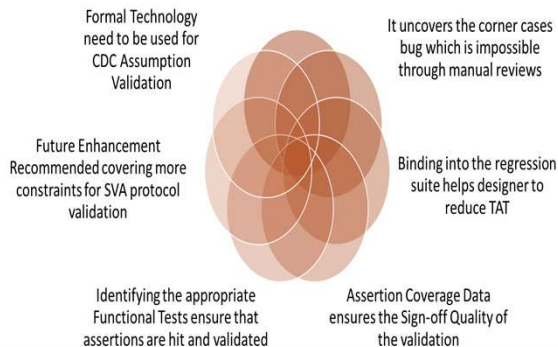 Formal Technology
need to be used for
CDC Assumption
Validation
It uncovers the corner cases
bug which is impossible
through manual reviews
Future Enhancement
Recommended covering more
constraints for SVA protocol
validation
Binding into the regression
suite helps designer to
reduce TAT
Identifying the appropriate
Functional Tests ensure that
assertions are hit and validated
Assertion Coverage Data
ensures the Sign-off Quality of
the validation